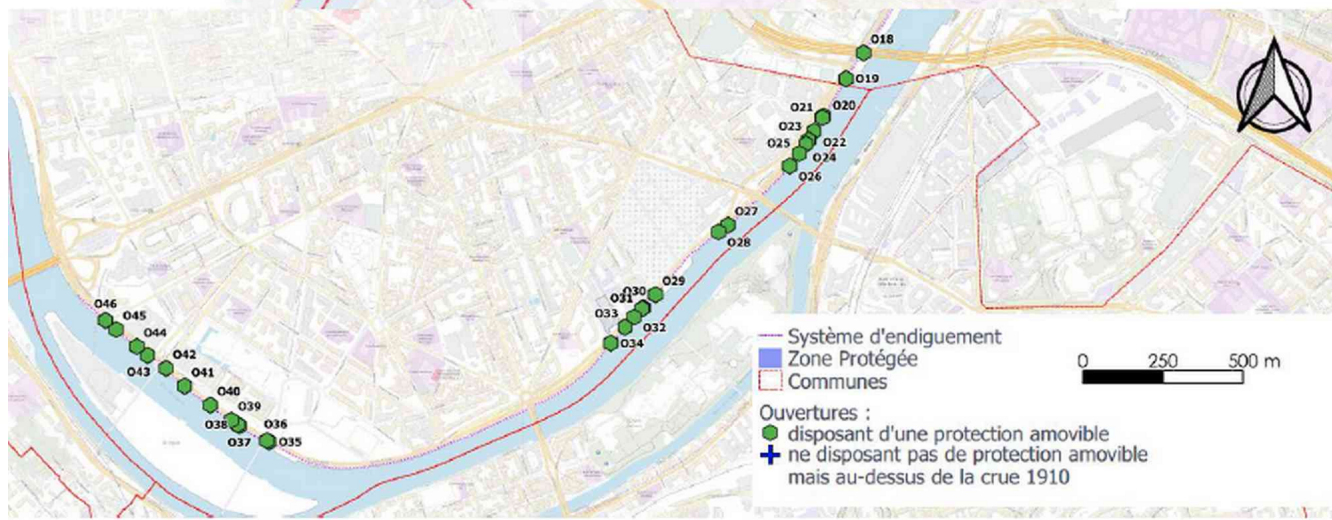 O18
O19
O21
O20
O23
O22
O25
O24
O26
O27
O28
O29
O30
O31
O33
O32
O34
O46
O45
O44
O42
O43
O41
O40
O39
O38
O36
O37
O35
Système d'endiguement
Zone Protégée
Communes
0 250 500 m
Ouvertures :
disposant d'une protection amovible
ne disposant pas de protection amovible
mais au-dessus de la crue 1910